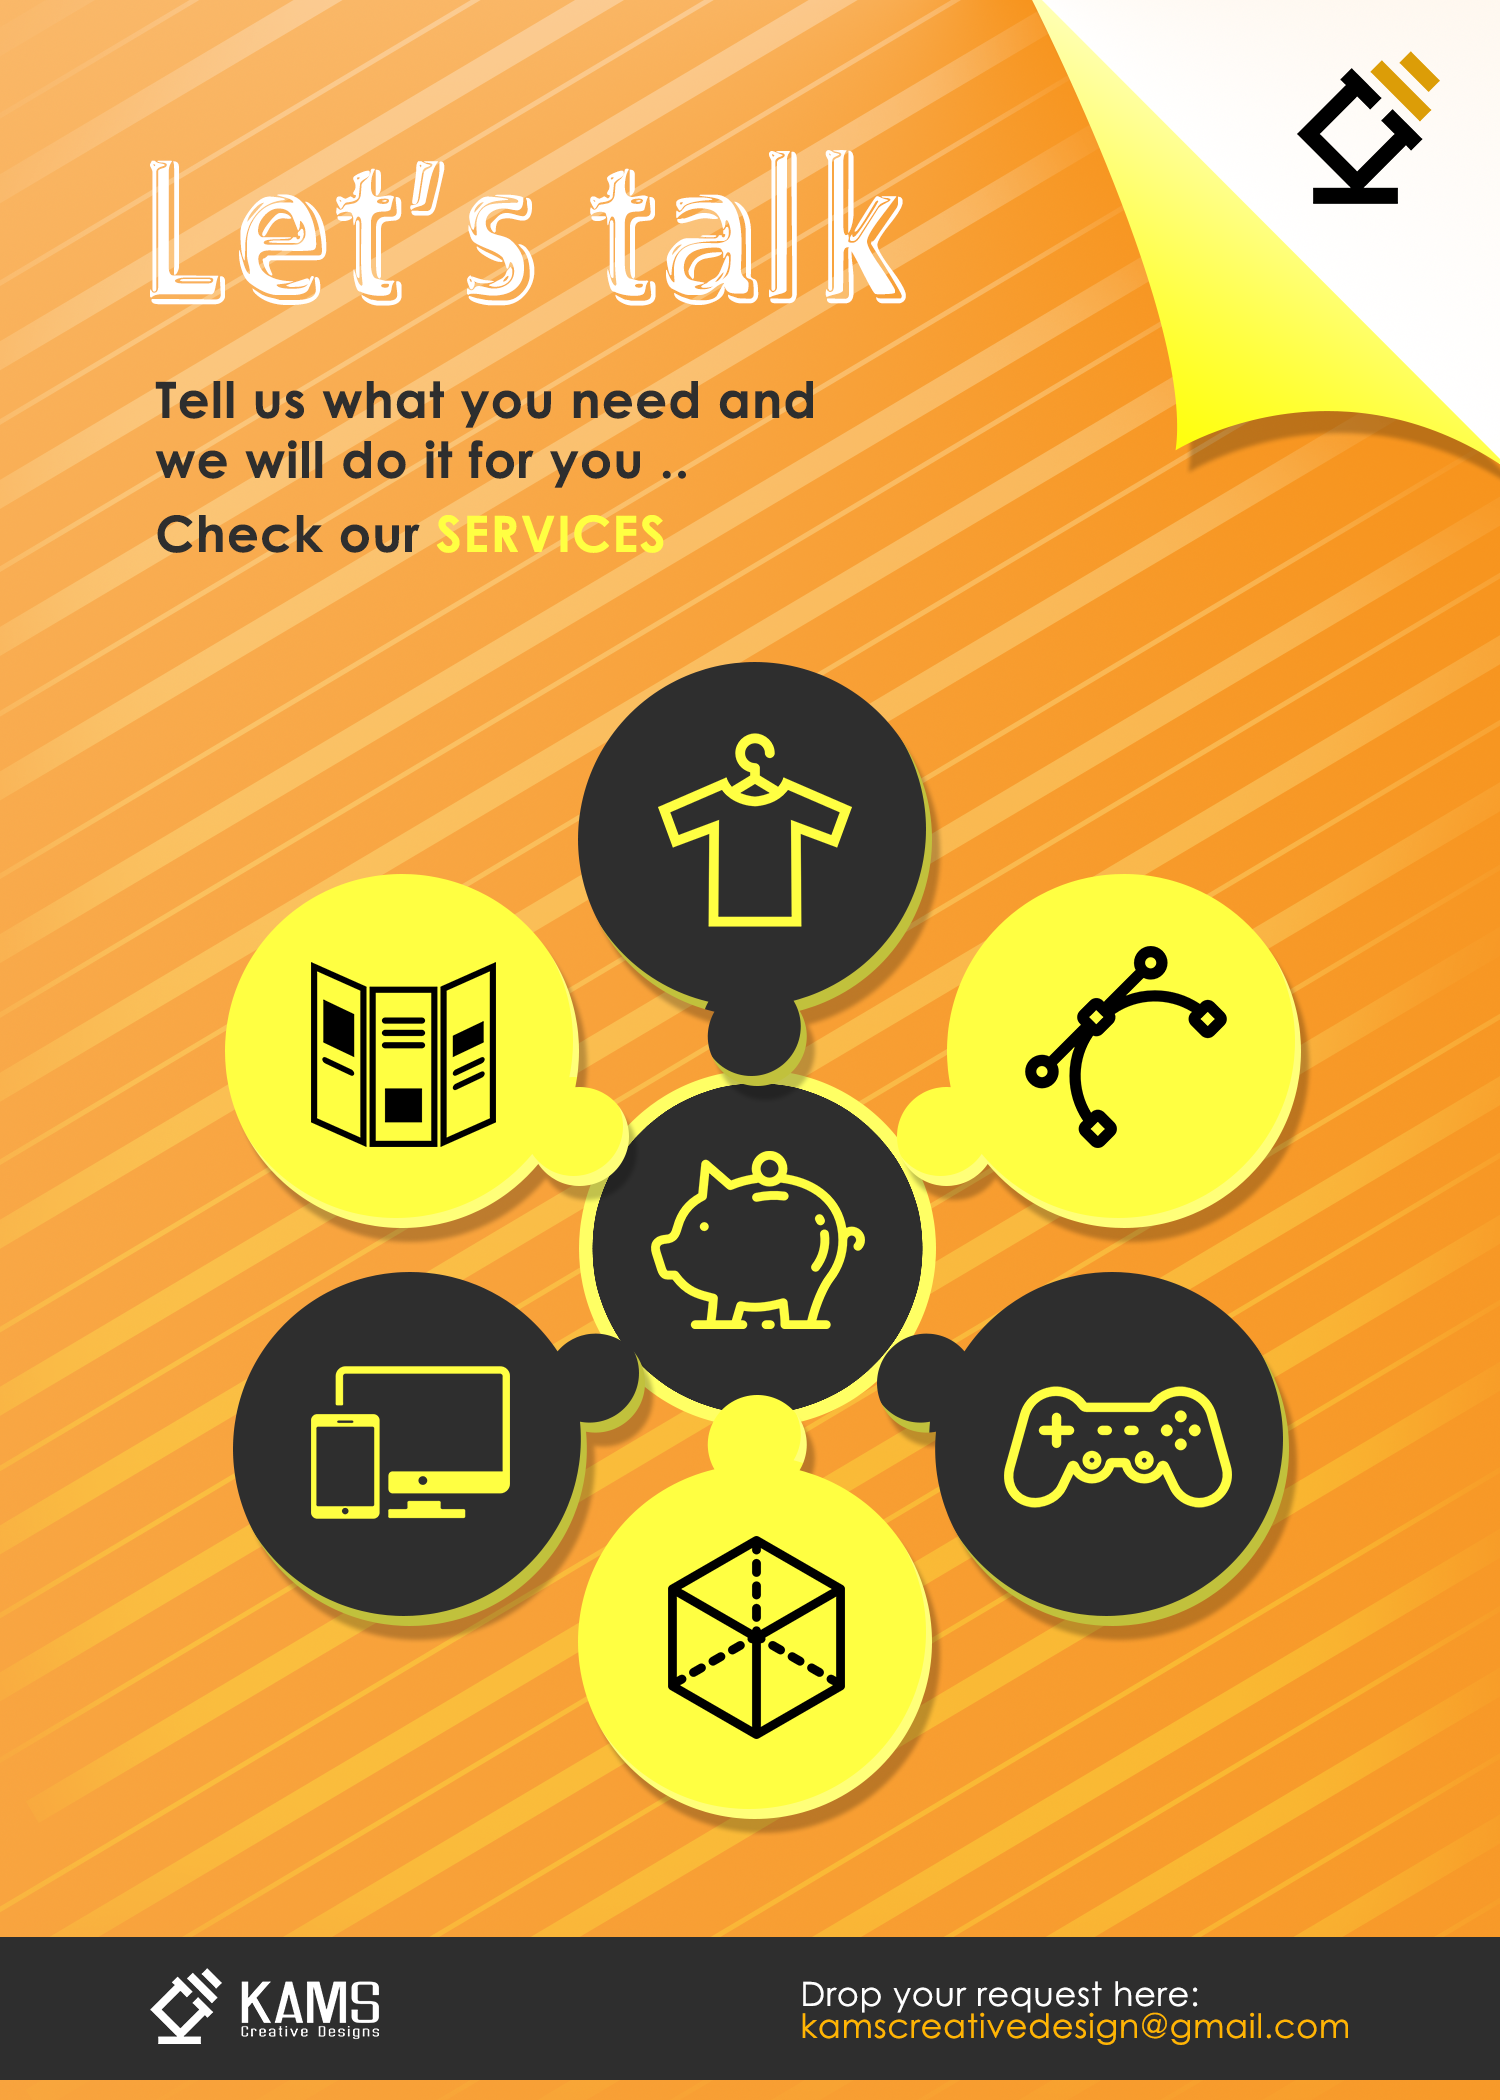 Let's talk
Tell us what you need and
we will do it for you ..
Check our SERVICES
KAMS
Creative Designs
Drop your request here:
kamscreativedesign@gmail.com